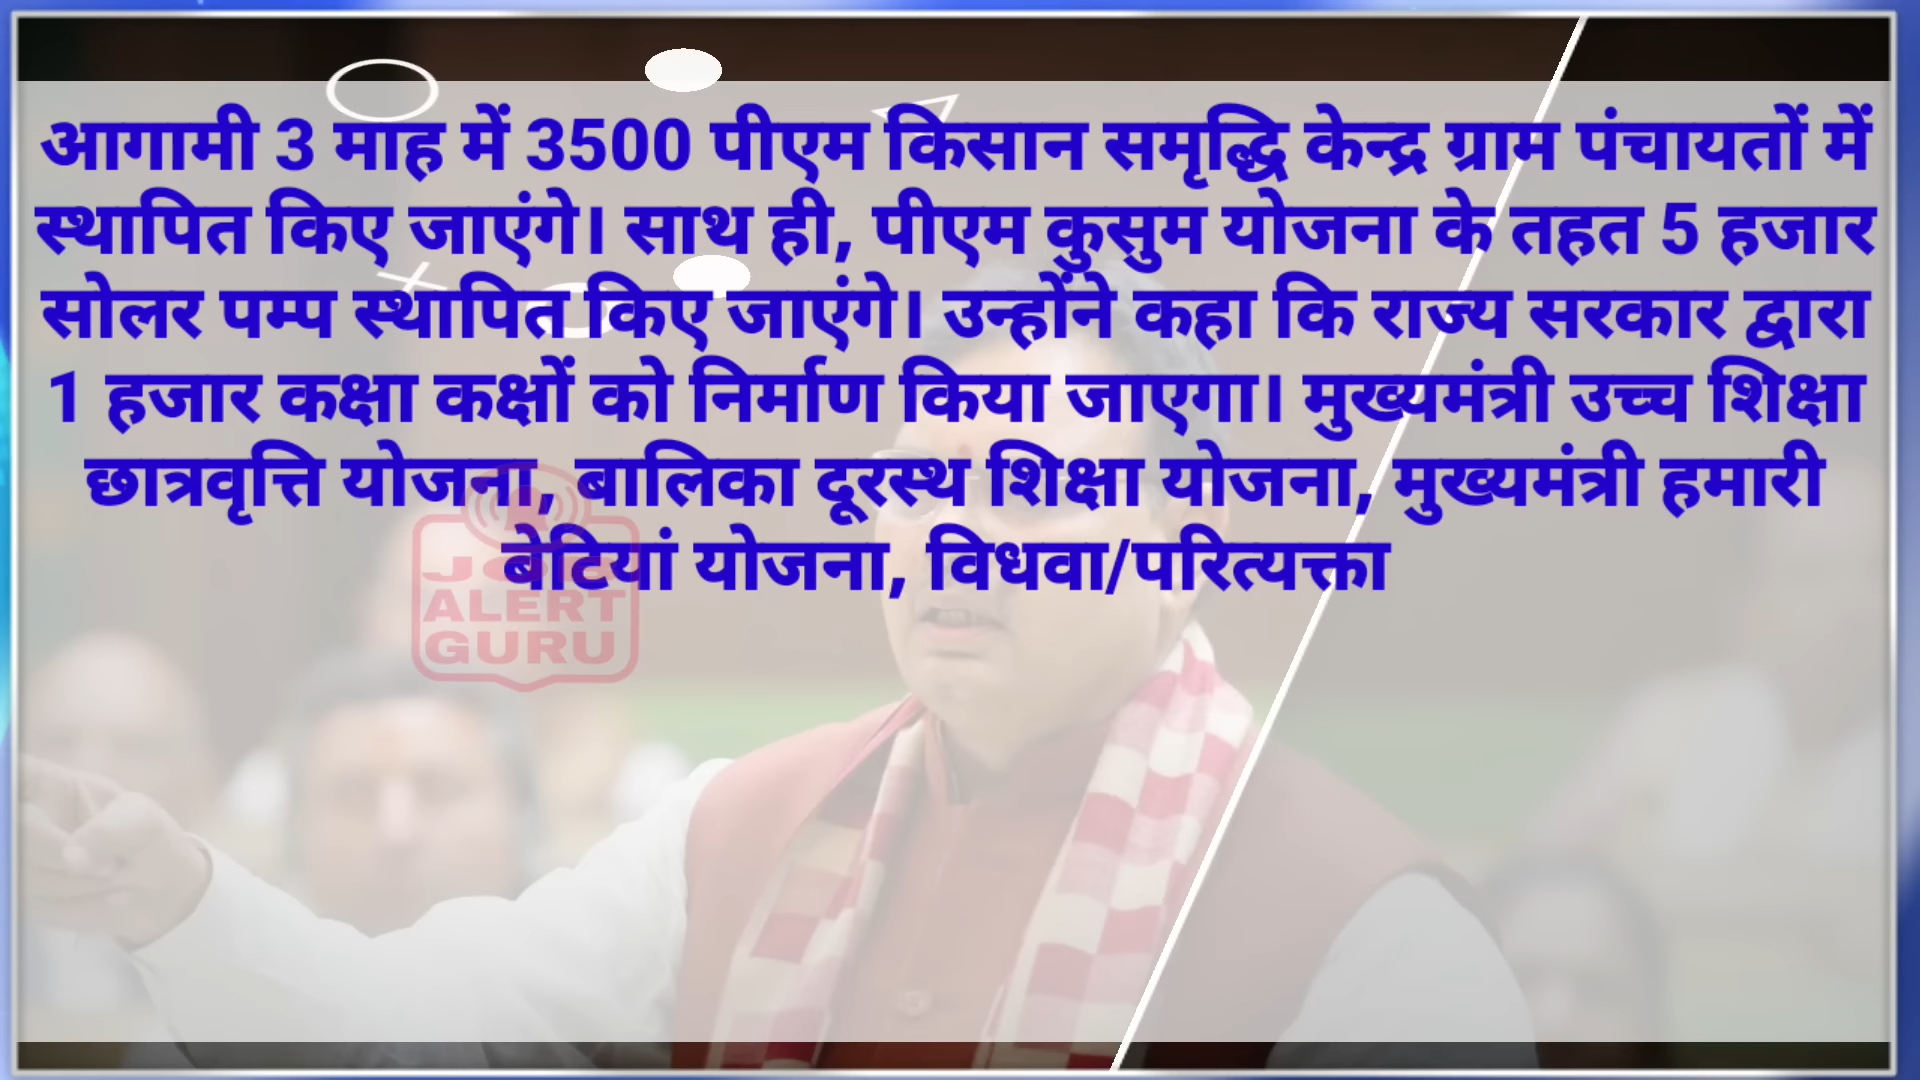 आगामी 3 माह में 3500 पीएम किसान समृद्धि केन्द्र ग्राम पंचायतों में
स्थापित किए जाएंगे। साथ ही, पीएम कुसुम योजना के तहत 5 हजार
सोलर पम्प स्थापित किए जाएंगे। उन्होंने कहा कि राज्य सरकार द्वारा
1 हजार कक्षा कक्षों को निर्माण किया जाएगा। मुख्यमंत्री उच्च शिक्षा
छात्रवृत्ति योजना, बालिका दूरस्थ शिक्षा योजना, मुख्यमंत्री हमारी
बेटियां योजना, विधवा/परित्यक्ता
JOB
ALERT
GURU